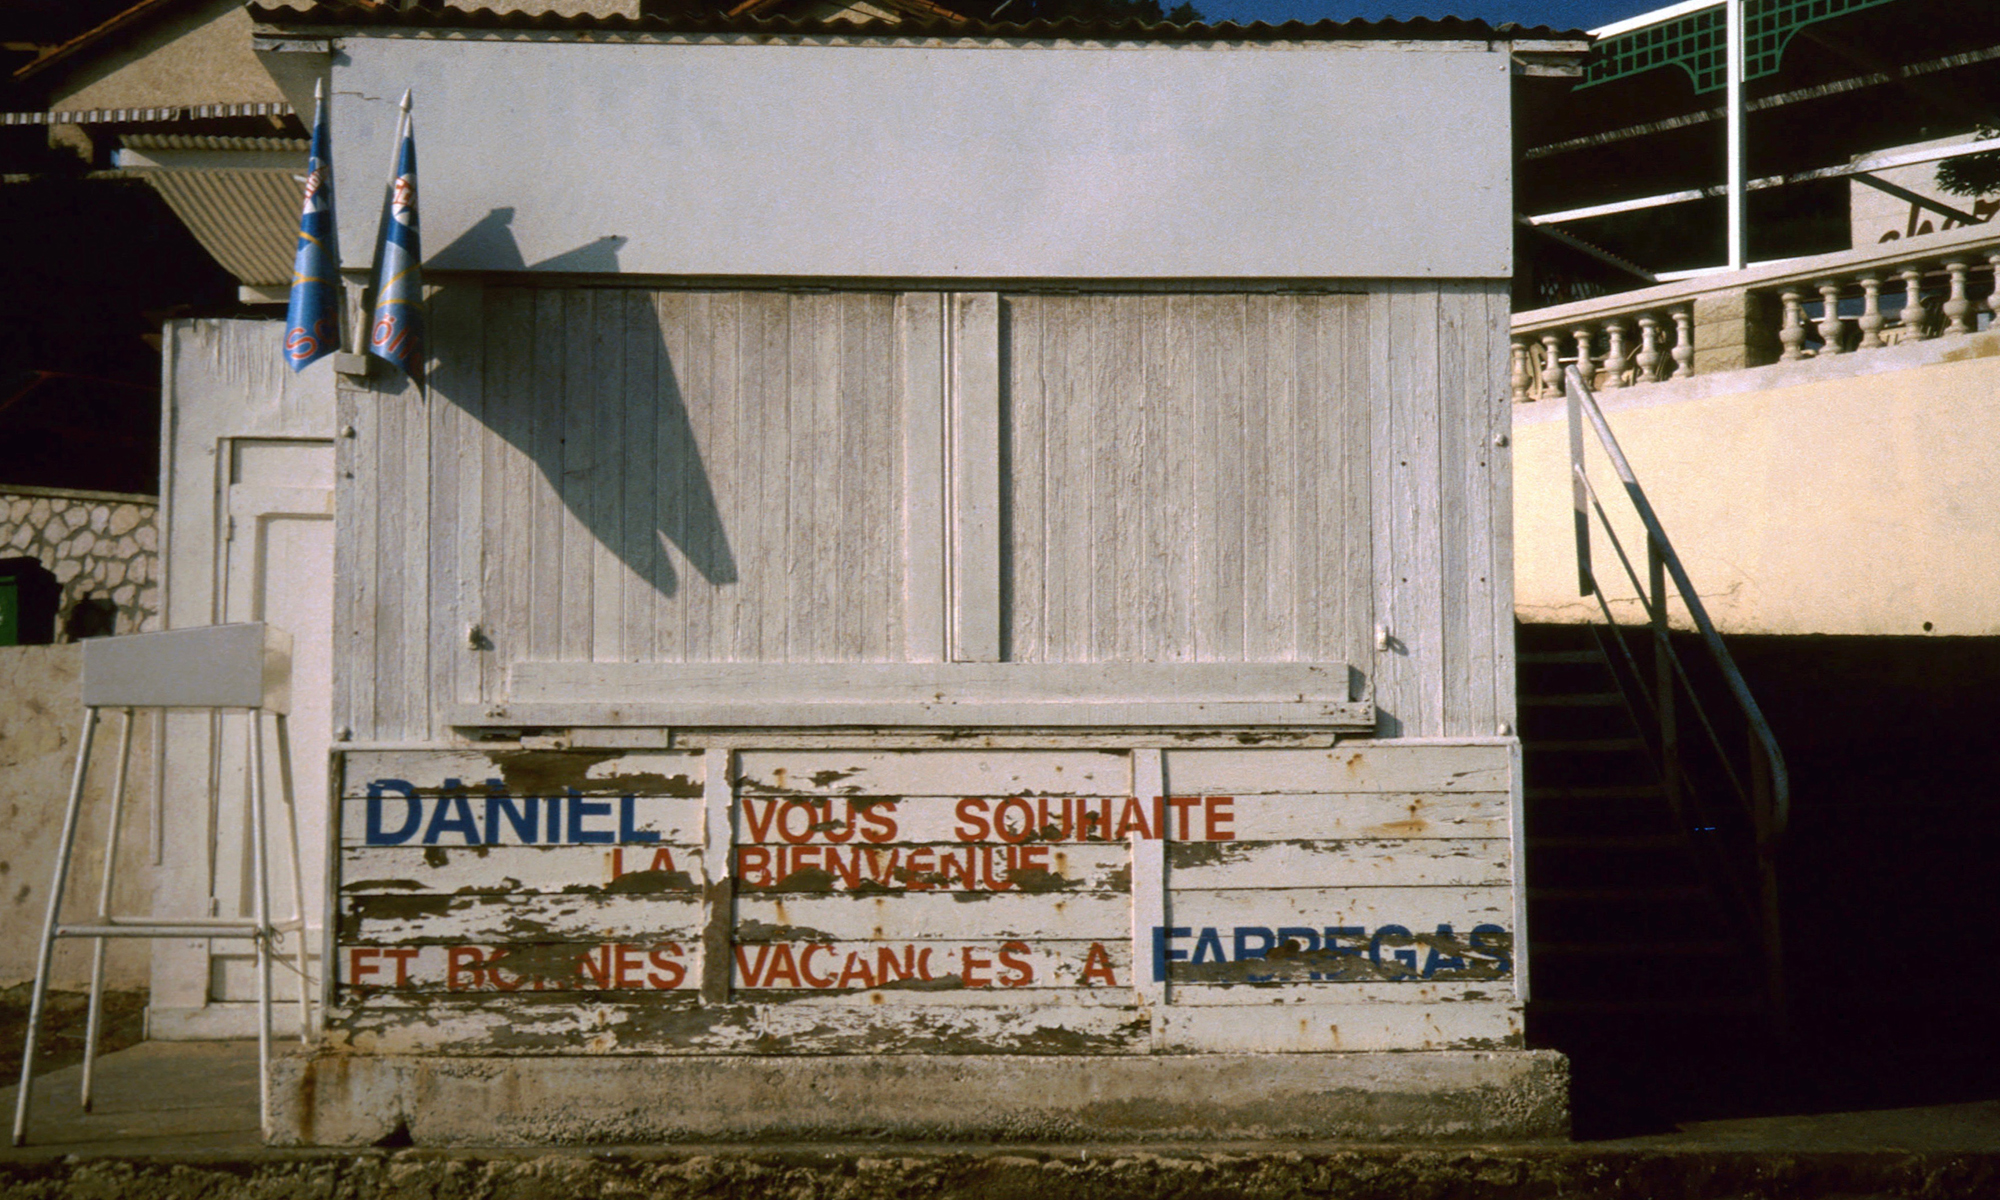 DANIEL VOUS SOUHAITE
LA BIENVENUE
ET BONNES VACANCES A FABREGAS